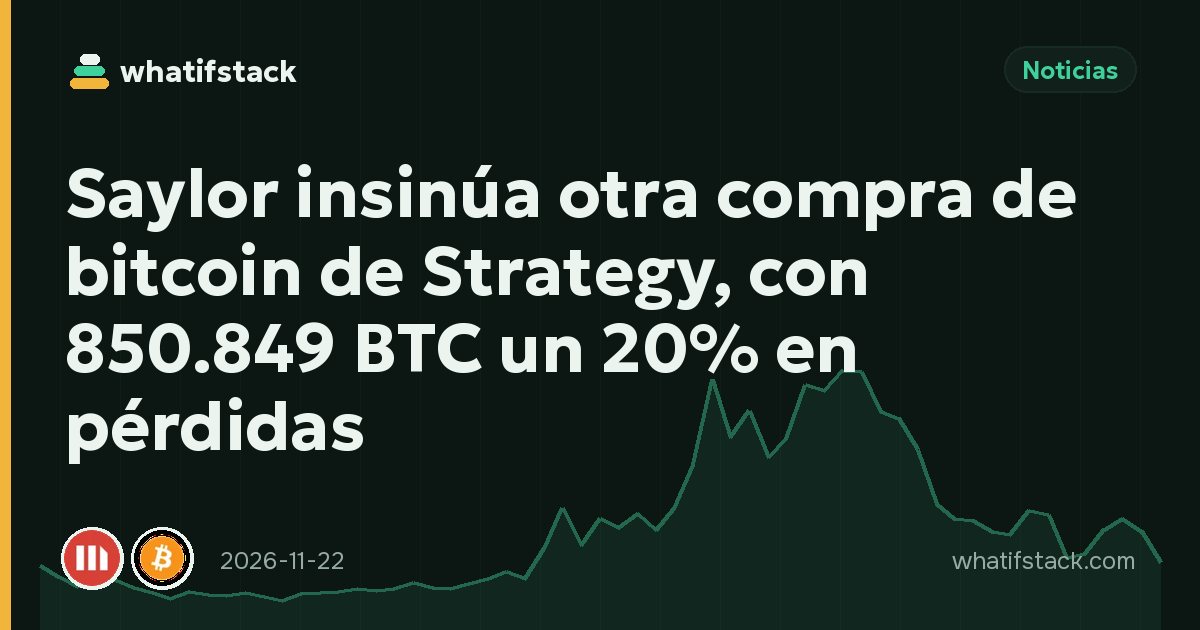 whatifstack
Noticias
Saylor insinúa otra compra de
bitcoin de Strategy, con
850.849 BTC un 20% en
pérdidas
2026-11-22
whatifstack.com